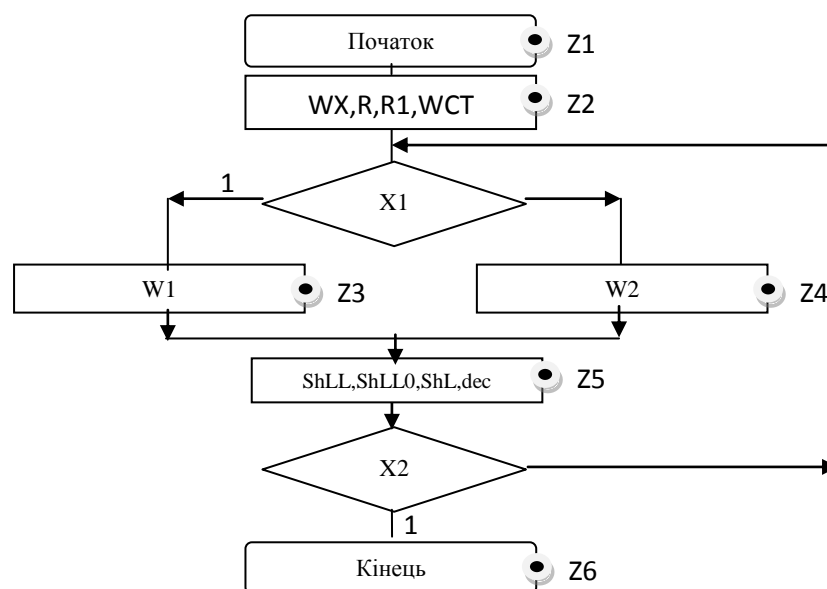 Початок Z1
WX,R,R1,WCT Z2
1 X1
W1 Z3 W2 Z4
ShLL,ShLL0,ShL,dec Z5
X2
1
Кінець Z6